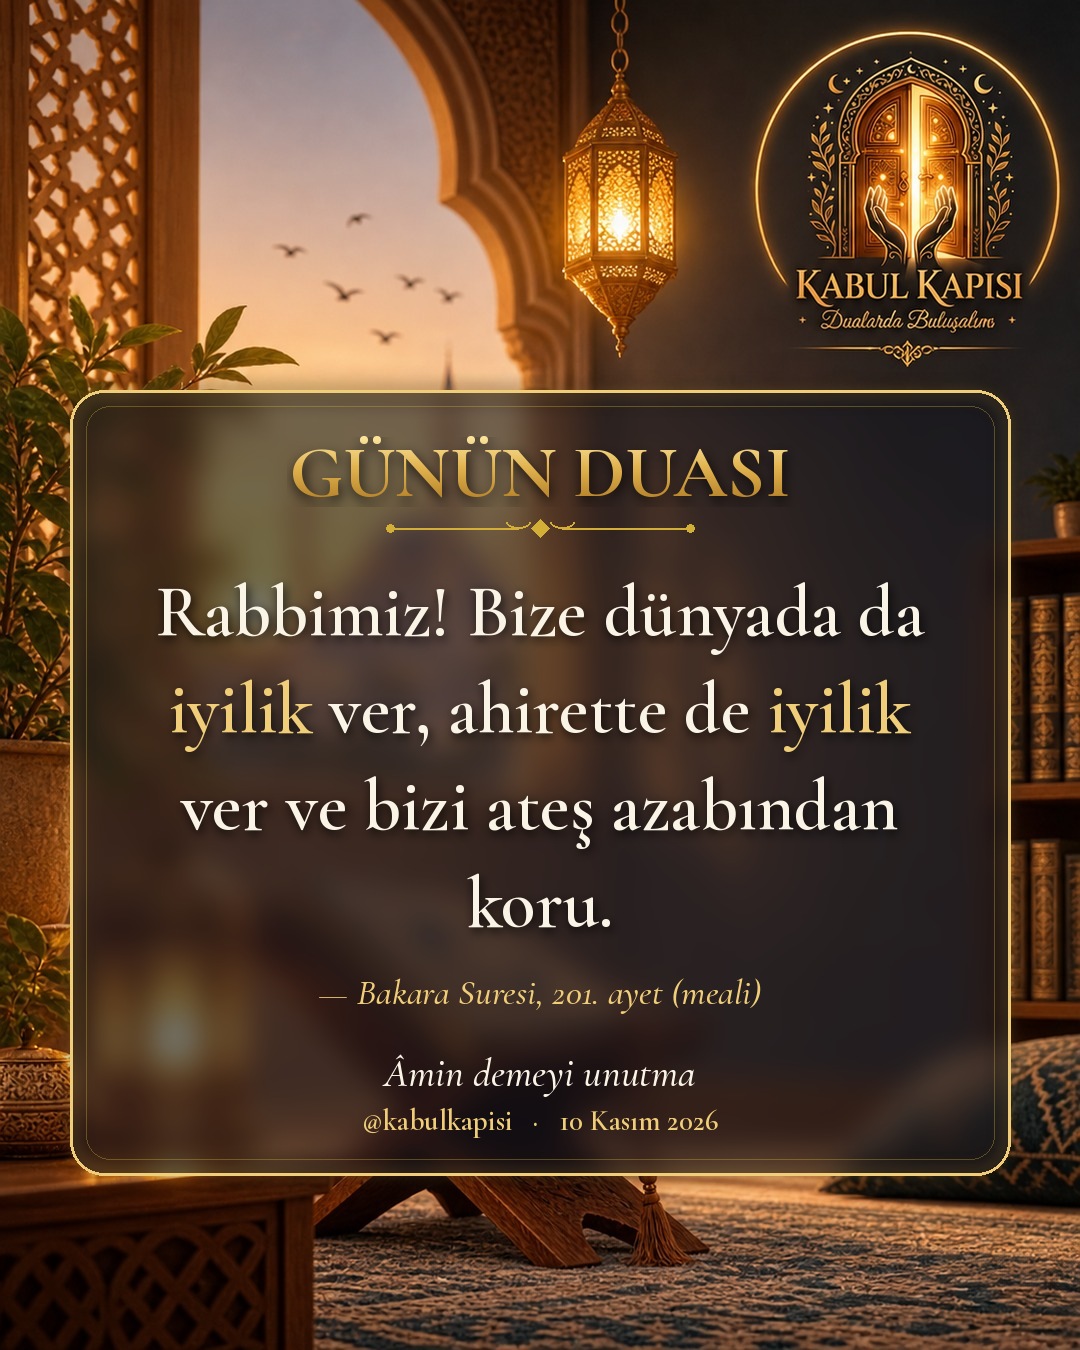 KABUL KAPISI
Dualarda Buluşalım
GÜNÜN DUASI
Rabbimiz! Bize dünyada da
iyilik ver, ahirette de iyilik
ver ve bizi ateş azabından
koru.
— Bakara Suresi, 201. ayet (meali)
Âmin demeyi unutma
@kabulkapisi · 10 Kasım 2026